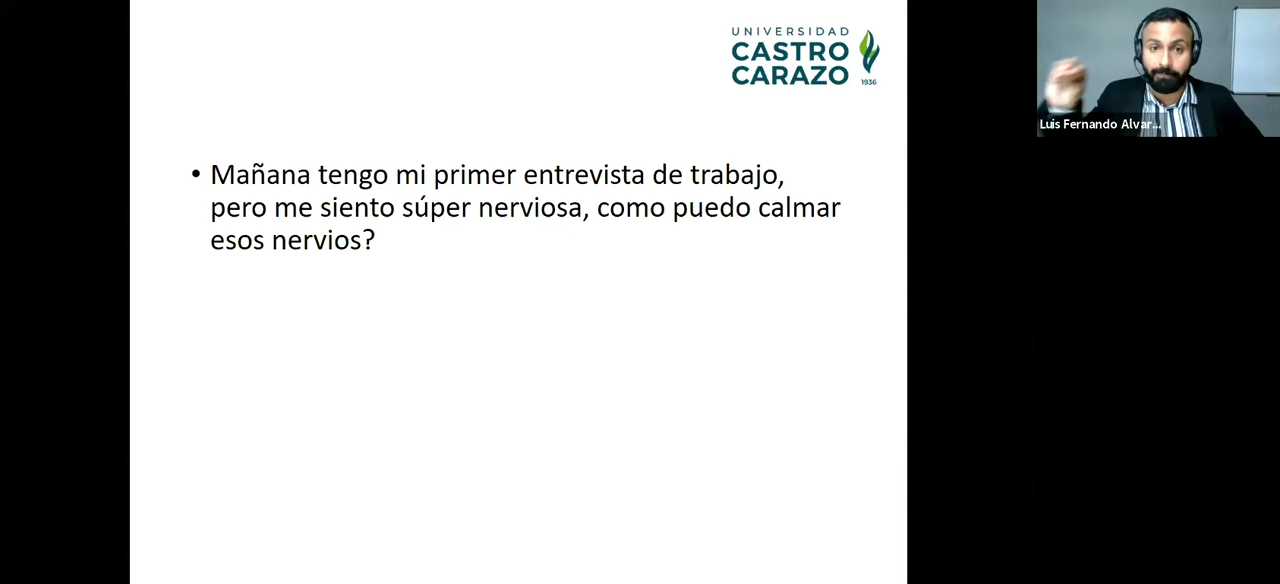 UNIVERSIDAD
CASTRO
CARAZO
1936
Luis Fernando Alvar...
• Mañana tengo mi primer entrevista de trabajo,
pero me siento súper nerviosa, como puedo calmar
esos nervios?